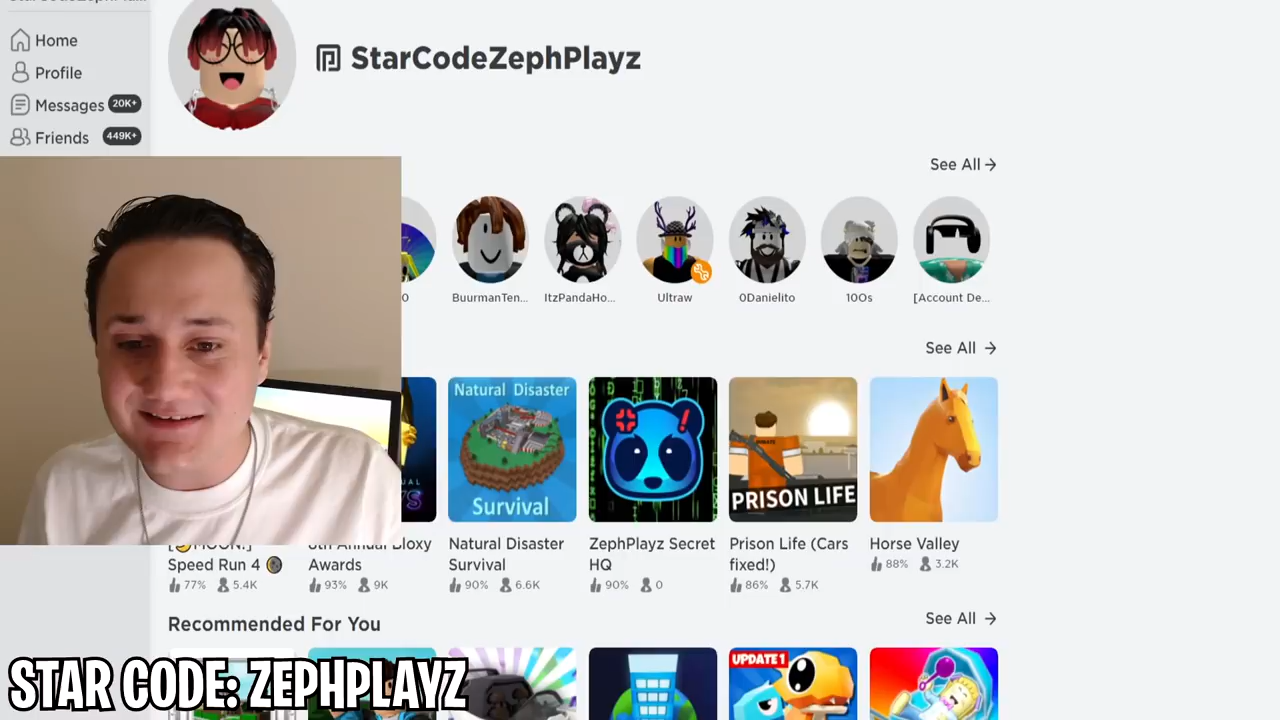 Home
StarCodeZephPlayz
Profile
Messages 20K+
Friends 449K+
See All
BuurmanTen...
ItzPandaHo...
Ultraw
0Danielito
10Os
[Account De...
See All
Natural Disaster
Survival
PRISON LIFE
Speed Run 4
77% 5.4K
8th Annual Bloxy
Awards
93% 9K
Natural Disaster
Survival
90% 6.6K
ZephPlayz Secret
HQ
90% 0
Prison Life (Cars
fixed!)
86% 5.7K
Horse Valley
88% 3.2K
Recommended For You
See All
UPDATE 1
STAR CODE: ZEPHPLAYZ